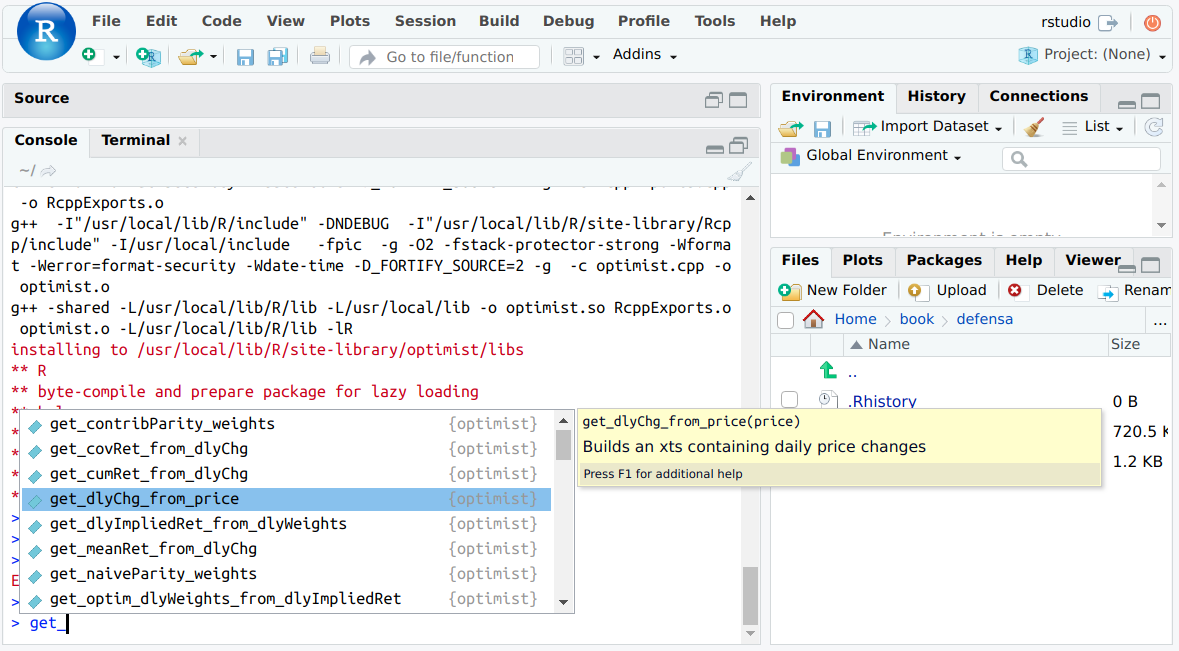 File Edit Code View Plots Session Build Debug Profile Tools Help
rstudio
R
Go to file/function
Addins
Project: (None)
Source
Console Terminal
~/
-o RcppExports.o
g++  -I"/usr/local/lib/R/include" -DNDEBUG  -I"/usr/local/lib/R/site-library/Rcp
p/include" -I/usr/local/include   -fpic  -g -O2 -fstack-protector-strong -Wforma
t -Werror=format-security -Wdate-time -D_FORTIFY_SOURCE=2 -g  -c optimist.cpp -o
optimist.o
g++ -shared -L/usr/local/lib/R/lib -L/usr/local/lib -o optimist.so RcppExports.o
optimist.o -L/usr/local/lib/R/lib -lR
installing to /usr/local/lib/R/site-library/optimist/libs
** R
** byte-compile and prepare package for lazy loading
get_contribParity_weights {optimist}
get_covRet_from_dlyChg {optimist}
get_cumRet_from_dlyChg {optimist}
get_dlyChg_from_price {optimist}
get_dlyImpliedRet_from_dlyWeights {optimist}
get_meanRet_from_dlyChg {optimist}
get_naiveParity_weights {optimist}
get_optim_dlyWeights_from_dlyImpliedRet {optimist}
> get_
get_dlyChg_from_price(price)
Builds an xts containing daily price changes
Press F1 for additional help
Environment History Connections
Import Dataset List
Global Environment
Environment is empty
Files Plots Packages Help Viewer
New Folder Upload Delete Renam
Home book defensa ...
Name Size
..
.Rhistory 0 B
720.5 K
1.2 KB